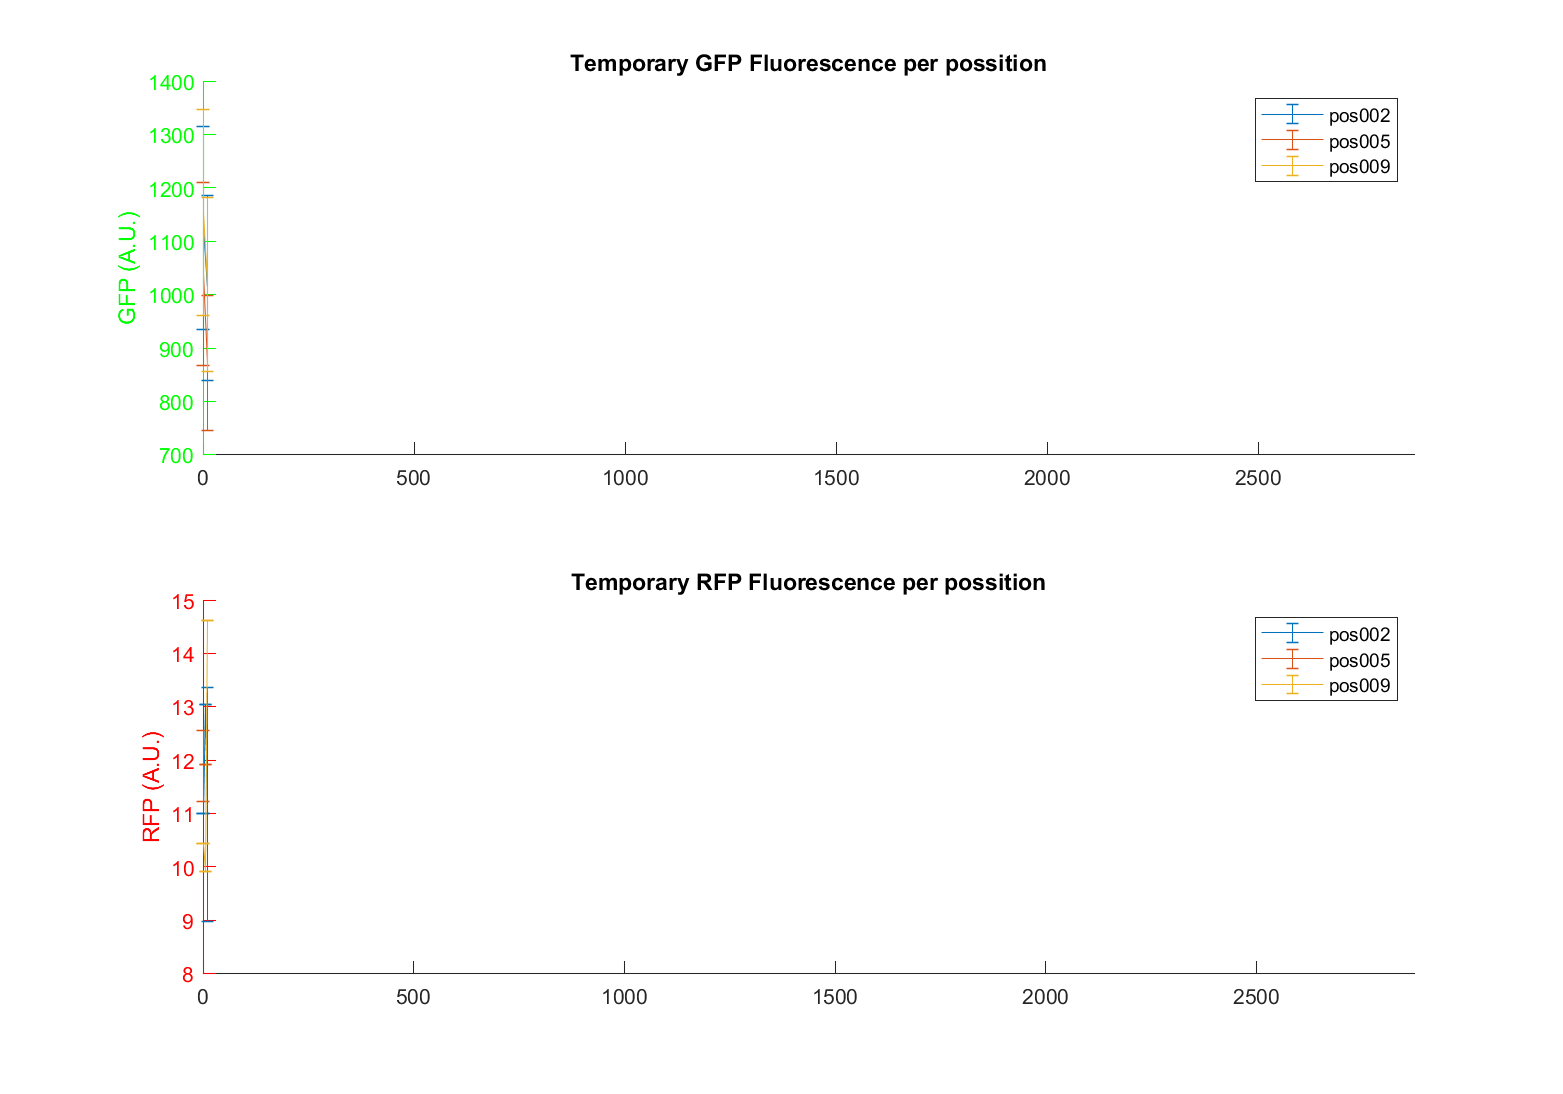 Temporary GFP Fluorescence per possition
1400
1300
1200
1100
1000
900
800
700
GFP (A.U.)
0 500 1000 1500 2000 2500
pos002
pos005
pos009
Temporary RFP Fluorescence per possition
15
14
13
12
11
10
9
8
RFP (A.U.)
0 500 1000 1500 2000 2500
pos002
pos005
pos009